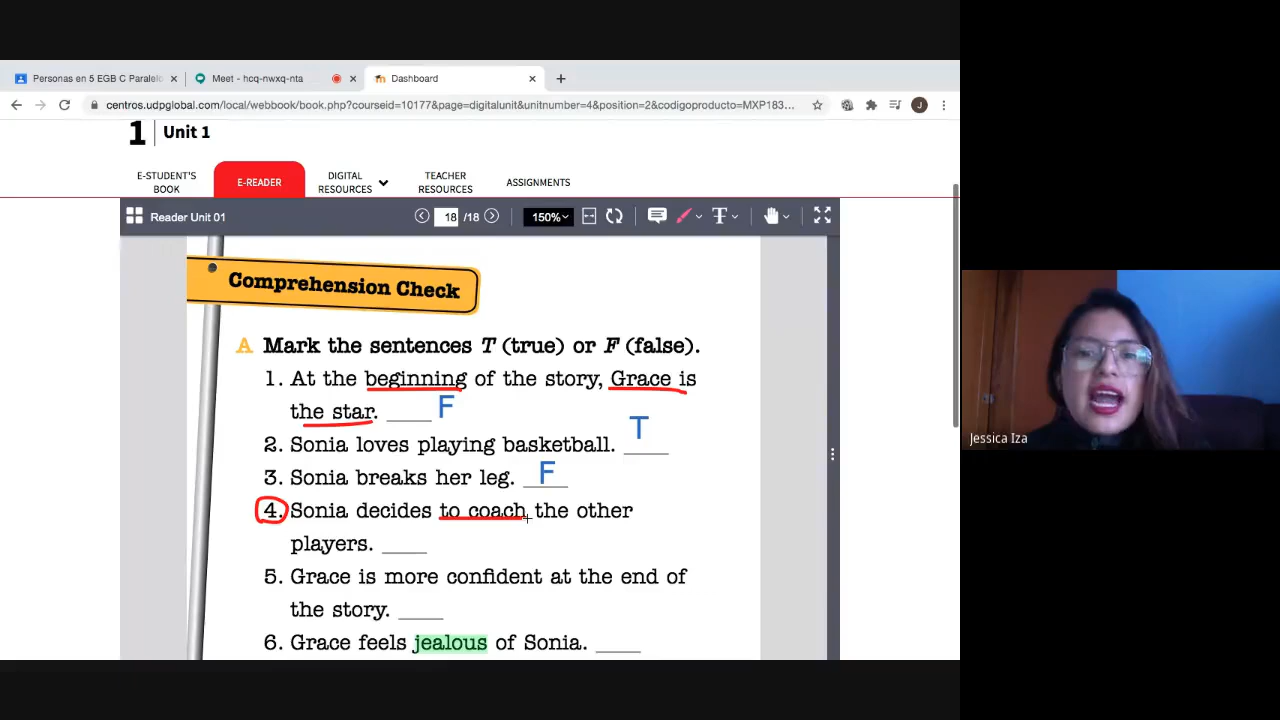 Personas en 5 EGB C Paralelo
Meet - hcq-nwxq-nta
Dashboard
centros.udpglobal.com/local/webbook/book.php?courseid=10177&page=digitalunit&unitnumber=4&position=2&codigoproducto=MXP183...
J
1 | Unit 1
E-STUDENT'S BOOK
E-READER
DIGITAL RESOURCES
TEACHER RESOURCES
ASSIGNMENTS
Reader Unit 01
18 /18
150%
Comprehension Check
A Mark the sentences T (true) or F (false).
1. At the beginning of the story, Grace is
the star. ____ F
2. Sonia loves playing basketball. T
3. Sonia breaks her leg. F
4. Sonia decides to coach the other
players. ____
5. Grace is more confident at the end of
the story. ____
6. Grace feels jealous of Sonia. ____
Jessica Iza